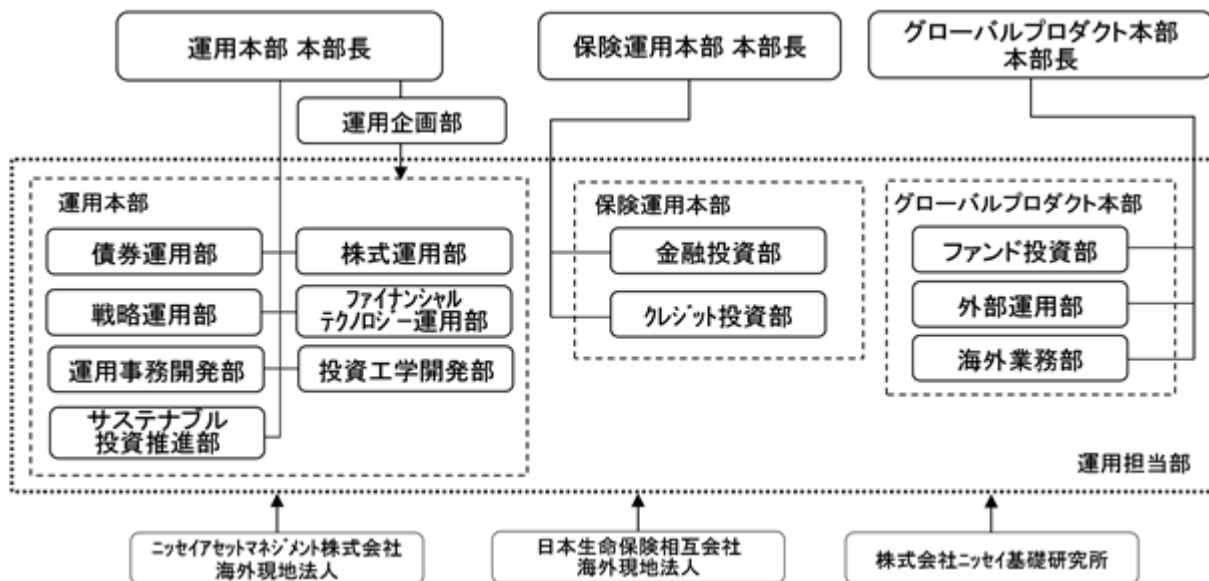 運用本部 本部長
保険運用本部 本部長
グローバルプロダクト本部
本部長
運用企画部
運用本部
債券運用部
株式運用部
戦略運用部
ファイナンシャル
テクノロジー運用部
運用事務開発部
投資工学開発部
サステナブル
投資推進部
保険運用本部
金融投資部
クレジット投資部
グローバルプロダクト本部
ファンド投資部
外部運用部
海外業務部
運用担当部
ニッセイアセットマネジメント株式会社
海外現地法人
日本生命保険相互会社
海外現地法人
株式会社ニッセイ基礎研究所